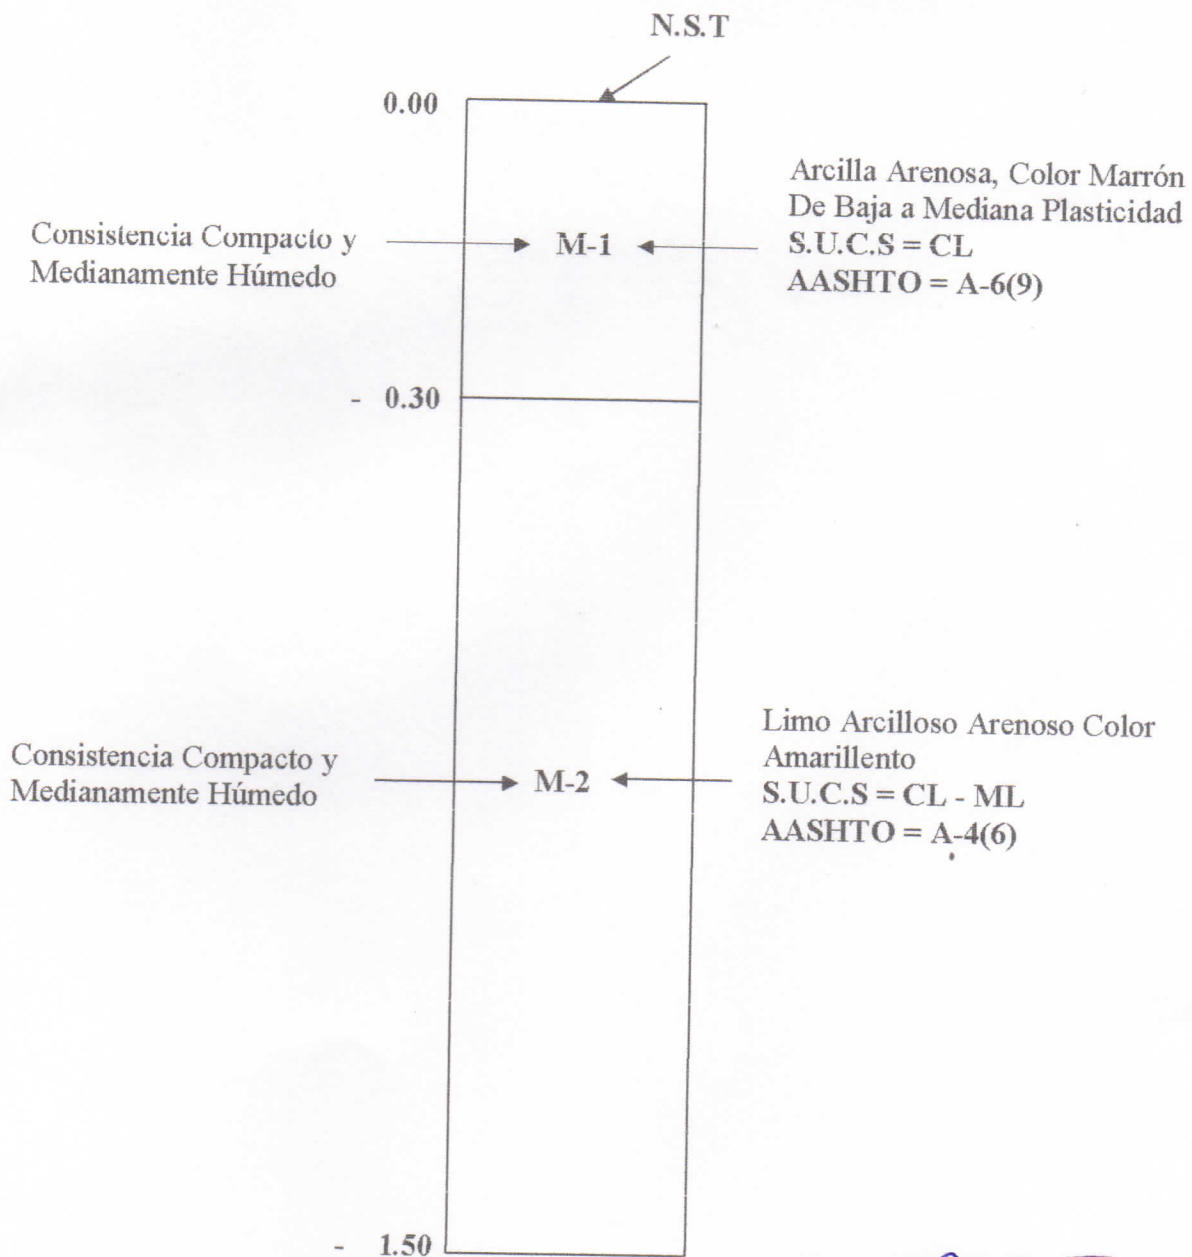 N.S.T
0.00
Arcilla Arenosa, Color Marrón
De Baja a Mediana Plasticidad
S.U.C.S = CL
AASHTO = A-6(9)
Consistencia Compacto y
Medianamente Húmedo
M-1
- 0.30
Limo Arcilloso Arenoso Color
Amarillento
S.U.C.S = CL - ML
AASHTO = A-4(6)
Consistencia Compacto y
Medianamente Húmedo
M-2
- 1.50